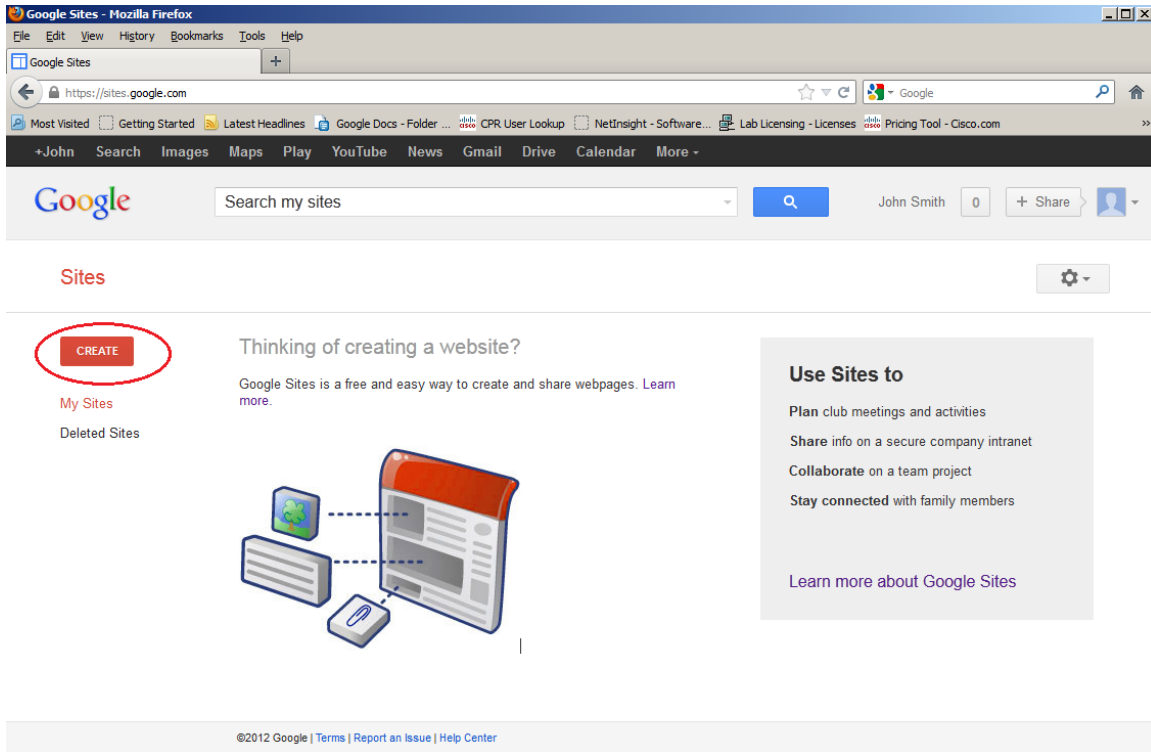 Google Sites - Mozilla Firefox
File Edit View History Bookmarks Tools Help
Google Sites +
https://sites.google.com Google
Most Visited Getting Started Latest Headlines Google Docs - Folder ... CPR User Lookup NetInsight - Software... Lab Licensing - Licenses Pricing Tool - Cisco.com »
+John Search Images Maps Play YouTube News Gmail Drive Calendar More
Google Search my sites John Smith 0 + Share
Sites
CREATE
My Sites
Deleted Sites
Thinking of creating a website?
Google Sites is a free and easy way to create and share webpages. Learn
more.
Use Sites to
Plan club meetings and activities
Share info on a secure company intranet
Collaborate on a team project
Stay connected with family members
Learn more about Google Sites
©2012 Google | Terms | Report an Issue | Help Center